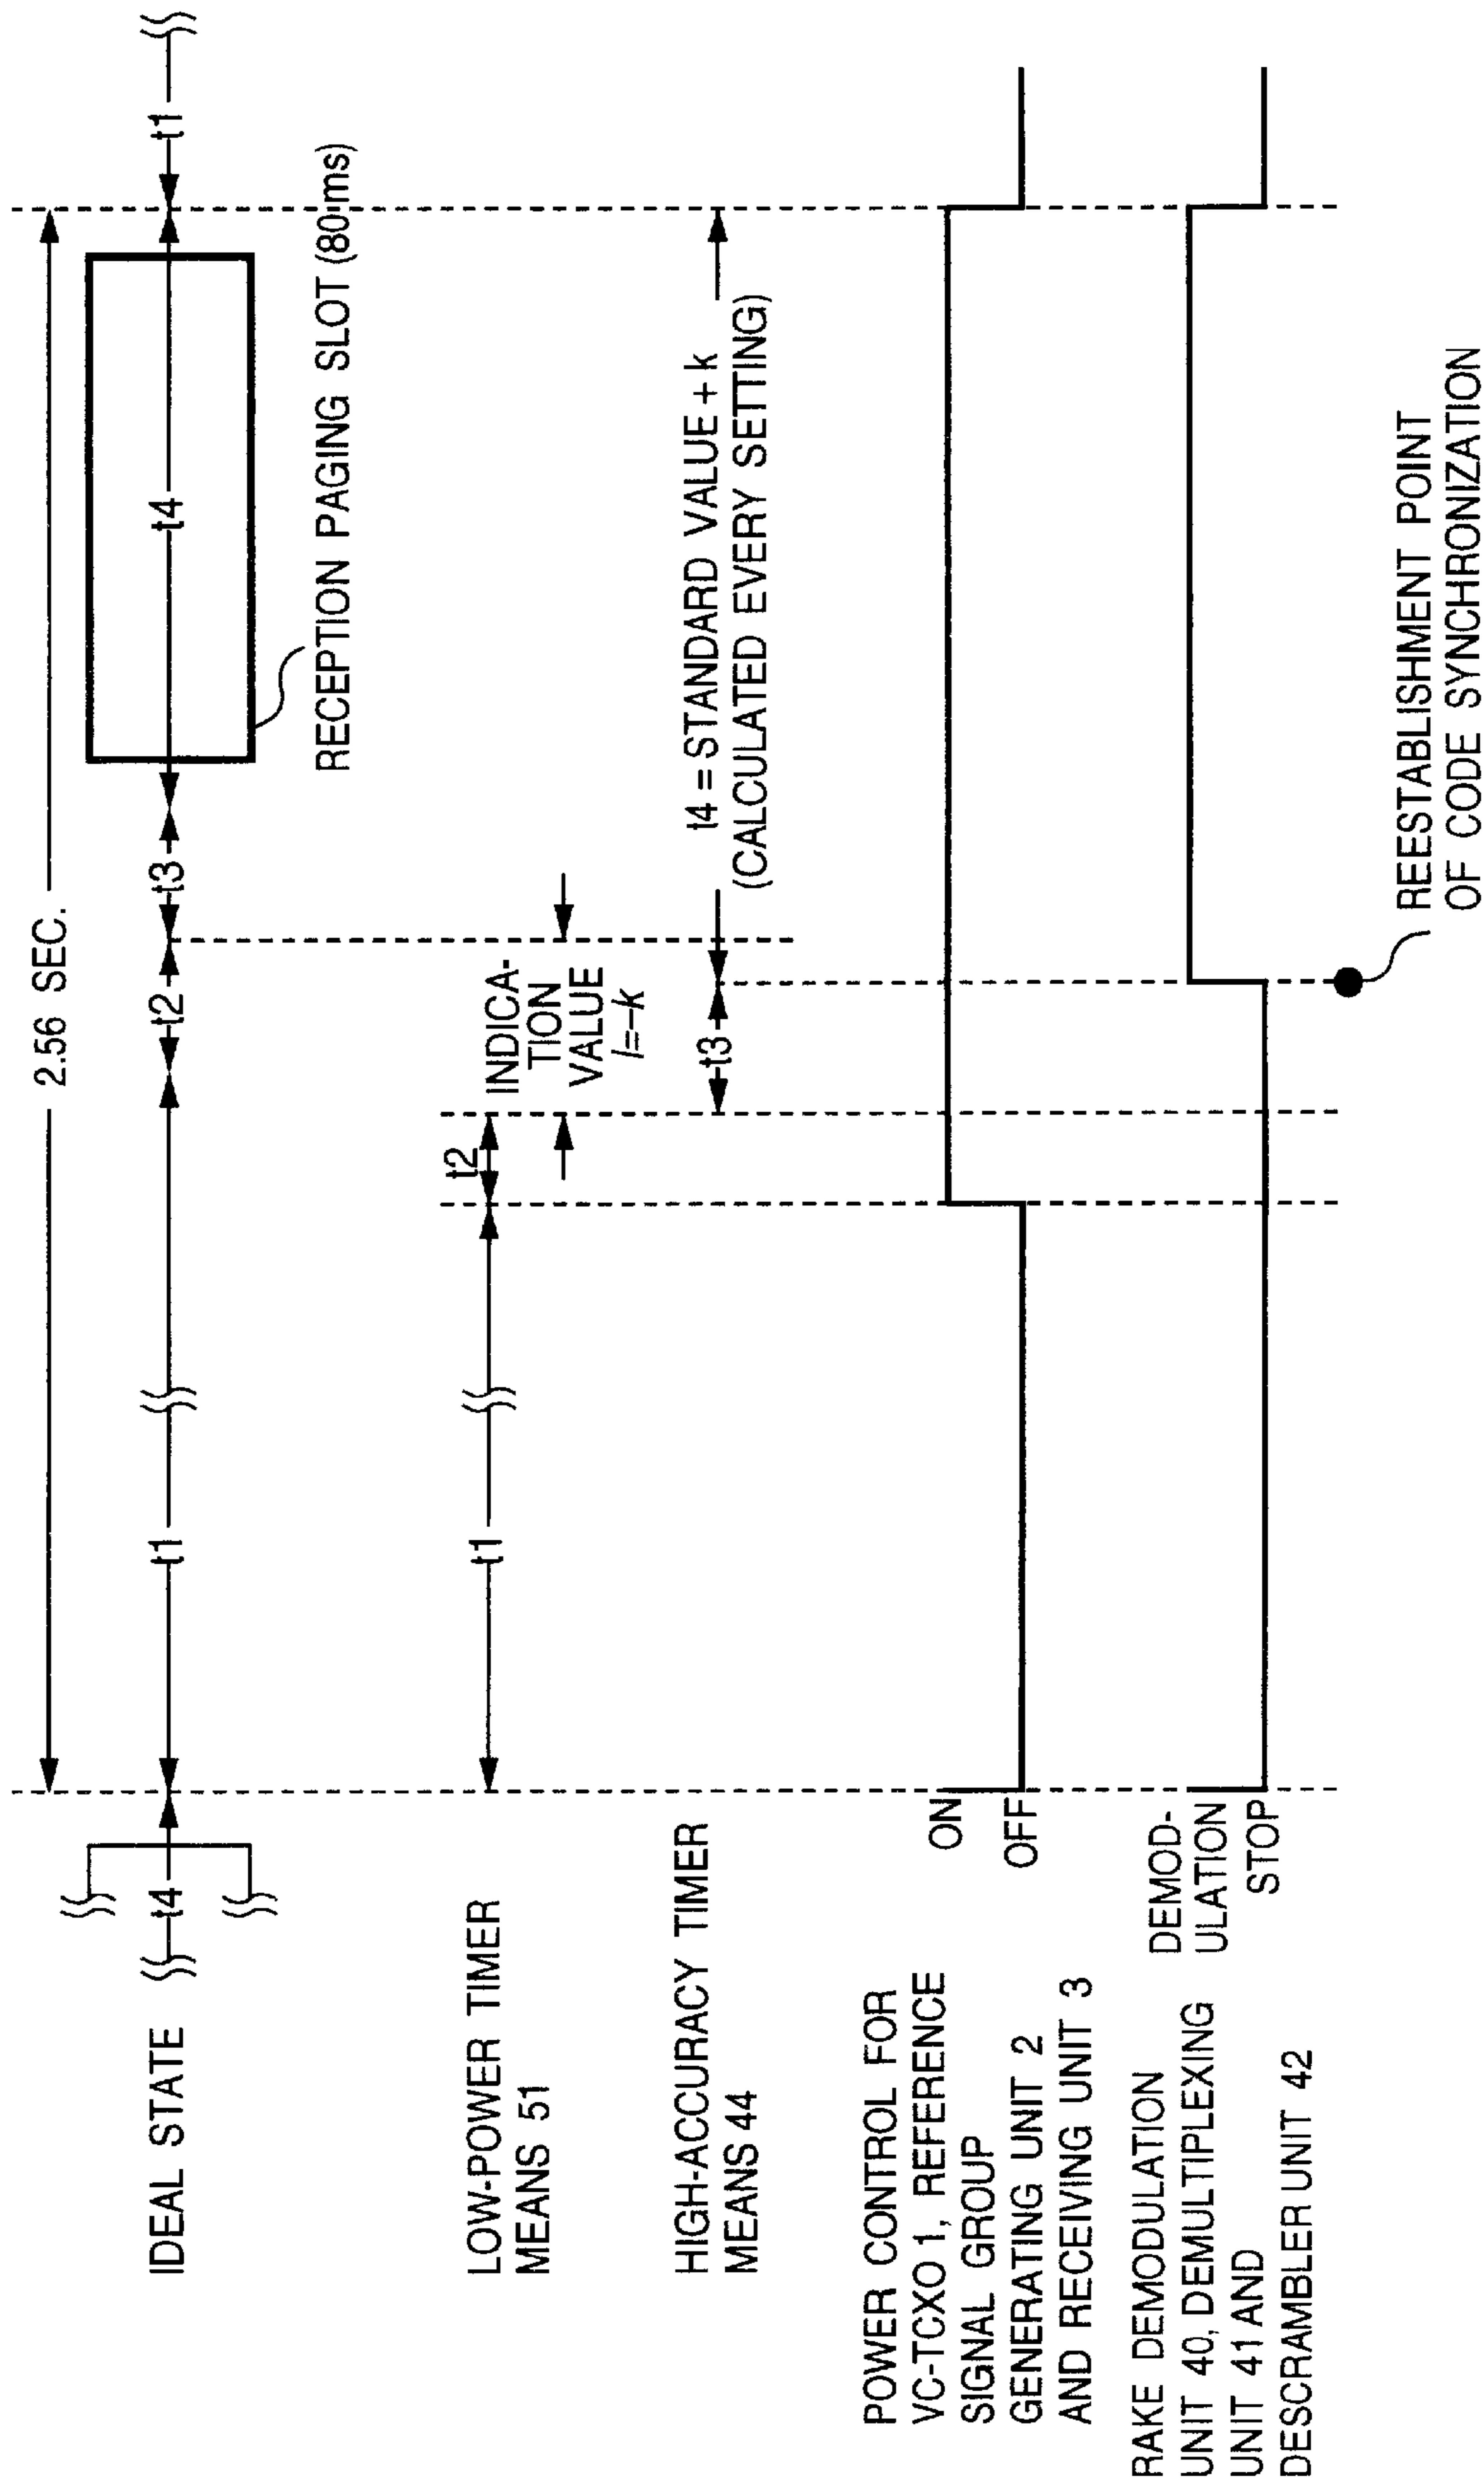 2.56 SEC.
IDEAL STATE
t4
t1
t2
t3
t4
t1
RECEPTION PAGING SLOT (80 ms)
LOW-POWER TIMER
MEANS 51
t1
t2
INDICA-
TION
VALUE
l=-k
HIGH-ACCURACY TIMER
MEANS 44
t3
t4 = STANDARD VALUE + k
(CALCULATED EVERY SETTING)
POWER CONTROL FOR
VC-TCXO 1, REFERENCE
SIGNAL GROUP
GENERATING UNIT 2
AND RECEIVING UNIT 3
ON
OFF
RAKE DEMODULATION
UNIT 40, DEMULTIPLEXING
UNIT 41 AND
DESCRAMBLER UNIT 42
DEMOD-
ULATION
STOP
REESTABLISHMENT POINT
OF CODE SYNCHRONIZATION